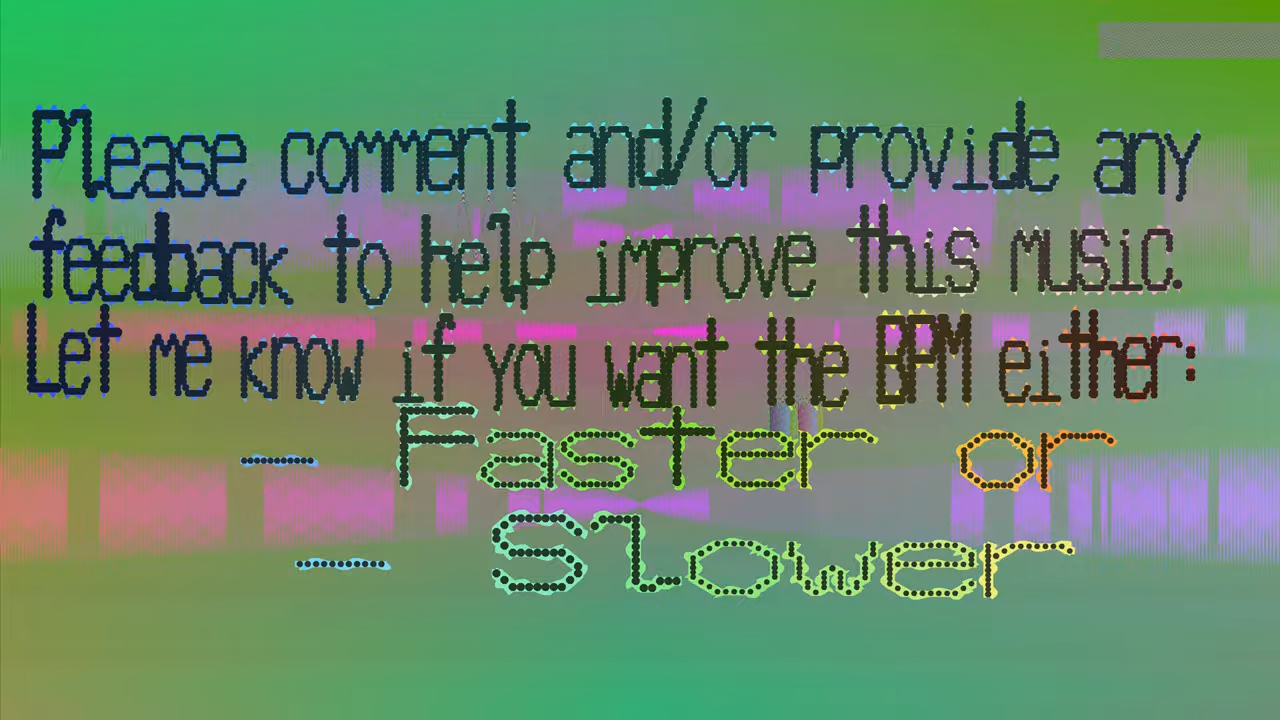 Please comment and/or provide any
feedback to help improve this music.
Let me know if you want the BPM either:
- Faster or
- Slower